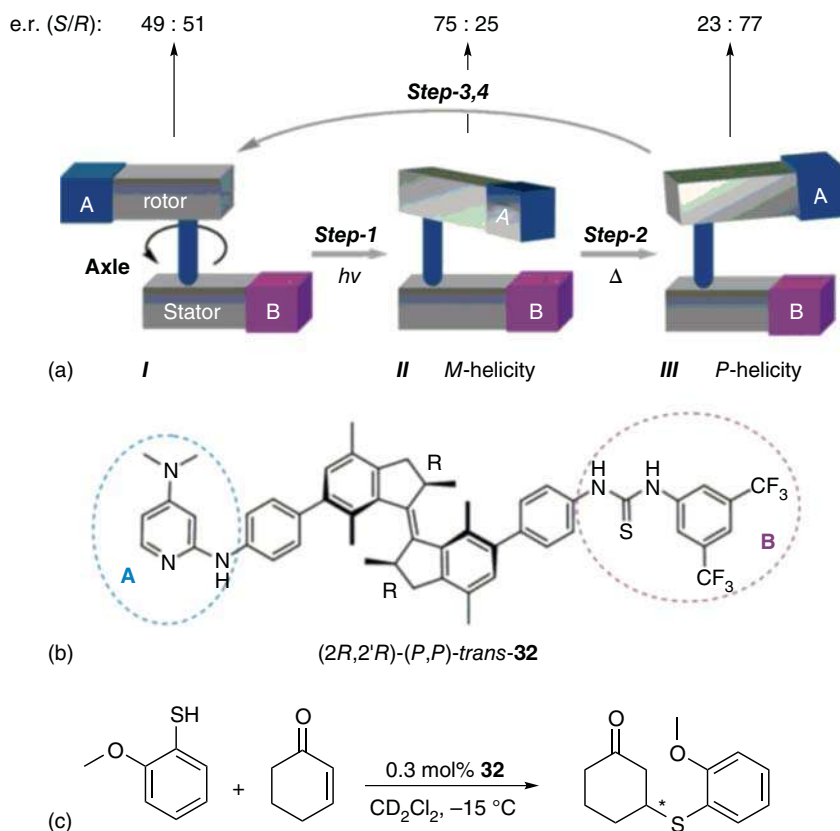 e.r. (S/R): 49 : 51 75 : 25 23 : 77
Step-3,4
A rotor A A
Axle Step-1 Step-2
hv Δ
Stator B B B
(a) I II M-helicity III P-helicity
N R H H CF3
N N N
N N S B
A H R CF3
(b) (2R,2'R)-(P,P)-trans-32
SH O O
O + 0.3 mol% 32 O
CD2Cl2, –15 °C * S
(c)